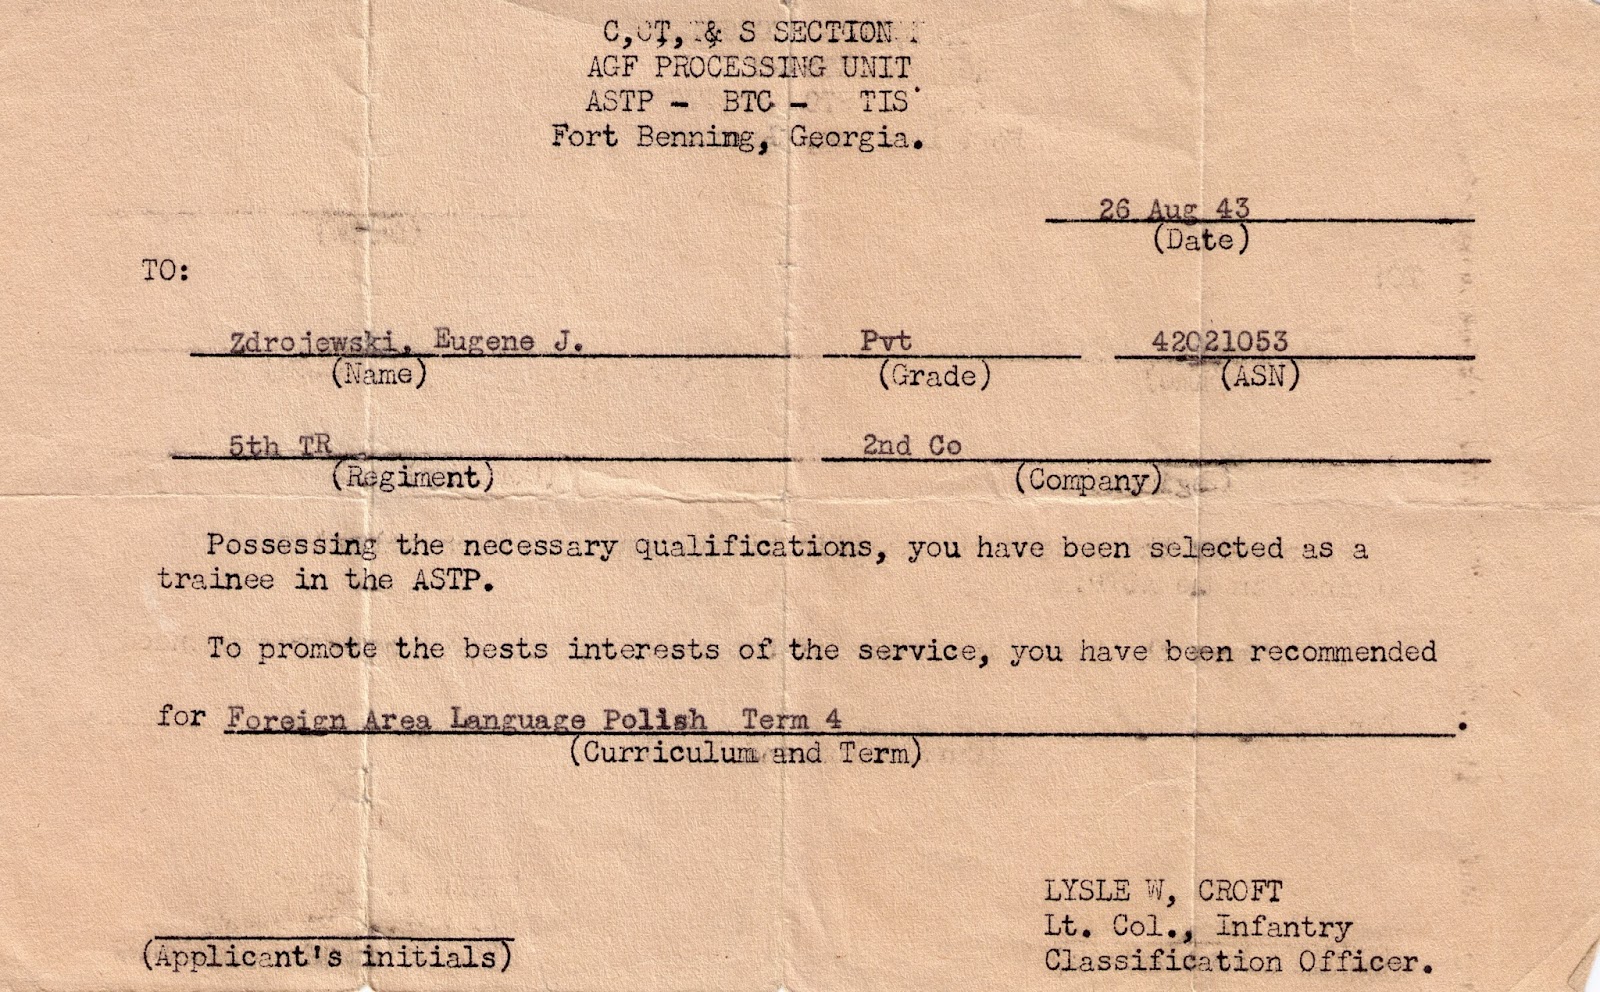 C,CT, & S SECTION
AGF PROCESSING UNIT
ASTP - BTC - TIS
Fort Benning, Georgia.
26 Aug 43
(Date)
TO:
Zdrojewski, Eugene J. Pvt 42021053
(Name) (Grade) (ASN)
5th TR 2nd Co
(Regiment) (Company)
Possessing the necessary qualifications, you have been selected as a
trainee in the ASTP.
To promote the bests interests of the service, you have been recommended
for Foreign Area Language Polish Term 4 .
(Curriculum and Term)
LYSLE W, CROFT
Lt. Col., Infantry
(Applicant's initials) Classification Officer.